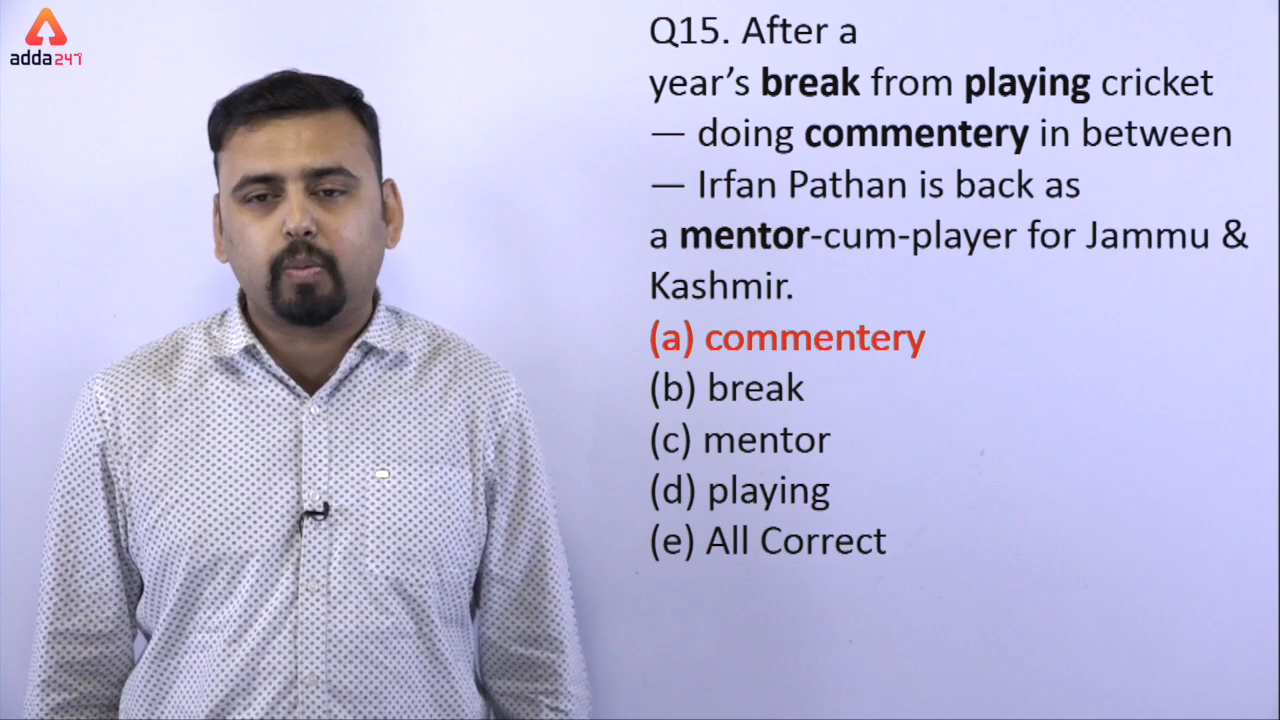 adda247
Q15. After a
year’s break from playing cricket
— doing commentery in between
— Irfan Pathan is back as
a mentor-cum-player for Jammu &
Kashmir.
(a) commentery
(b) break
(c) mentor
(d) playing
(e) All Correct